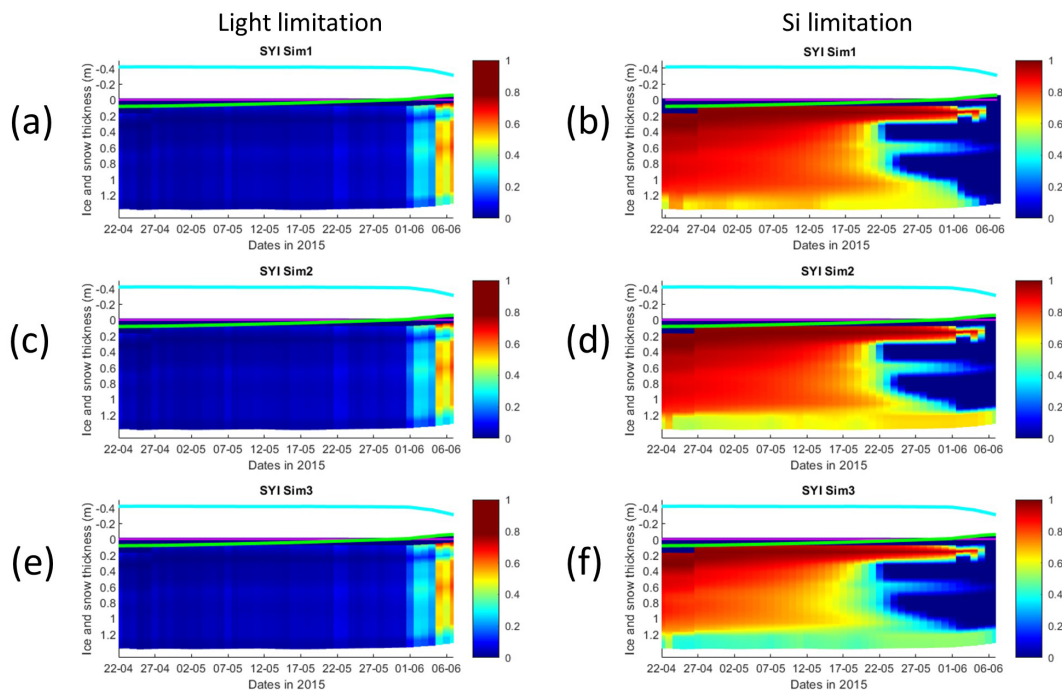 Light limitation
Si limitation
(a)
SYI Sim1
Ice and snow thickness (m)
-0.4
-0.2
0
0.2
0.4
0.6
0.8
1
1.2
22-04 27-04 02-05 07-05 12-05 17-05 22-05 27-05 01-06 06-06
Dates in 2015
1
0.8
0.6
0.4
0.2
0
(b)
SYI Sim1
Ice and snow thickness (m)
-0.4
-0.2
0
0.2
0.4
0.6
0.8
1
1.2
22-04 27-04 02-05 07-05 12-05 17-05 22-05 27-05 01-06 06-06
Dates in 2015
1
0.8
0.6
0.4
0.2
0
(c)
SYI Sim2
Ice and snow thickness (m)
-0.4
-0.2
0
0.2
0.4
0.6
0.8
1
1.2
22-04 27-04 02-05 07-05 12-05 17-05 22-05 27-05 01-06 06-06
Dates in 2015
1
0.8
0.6
0.4
0.2
0
(d)
SYI Sim2
Ice and snow thickness (m)
-0.4
-0.2
0
0.2
0.4
0.6
0.8
1
1.2
22-04 27-04 02-05 07-05 12-05 17-05 22-05 27-05 01-06 06-06
Dates in 2015
1
0.8
0.6
0.4
0.2
0
(e)
SYI Sim3
Ice and snow thickness (m)
-0.4
-0.2
0
0.2
0.4
0.6
0.8
1
1.2
22-04 27-04 02-05 07-05 12-05 17-05 22-05 27-05 01-06 06-06
Dates in 2015
1
0.8
0.6
0.4
0.2
0
(f)
SYI Sim3
Ice and snow thickness (m)
-0.4
-0.2
0
0.2
0.4
0.6
0.8
1
1.2
22-04 27-04 02-05 07-05 12-05 17-05 22-05 27-05 01-06 06-06
Dates in 2015
1
0.8
0.6
0.4
0.2
0